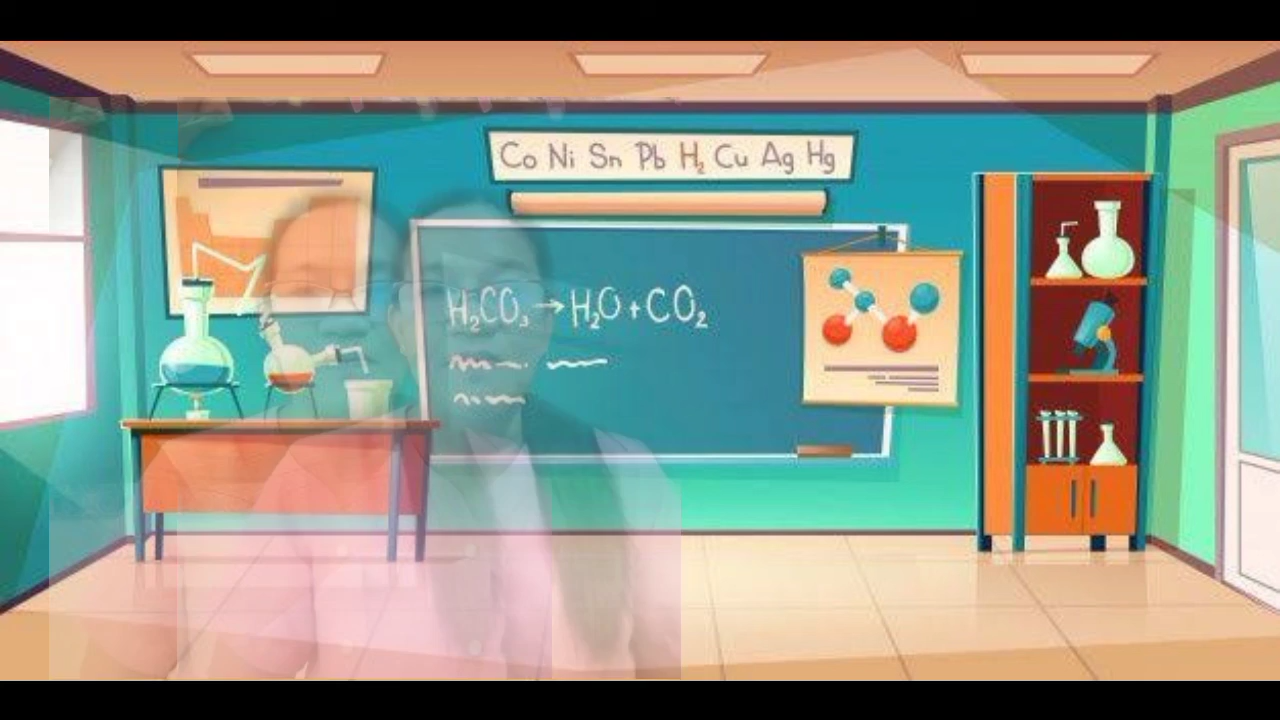 Co Ni Sn Pb H₂ Cu Ag Hg
H₂CO₃ → H₂O + CO₂